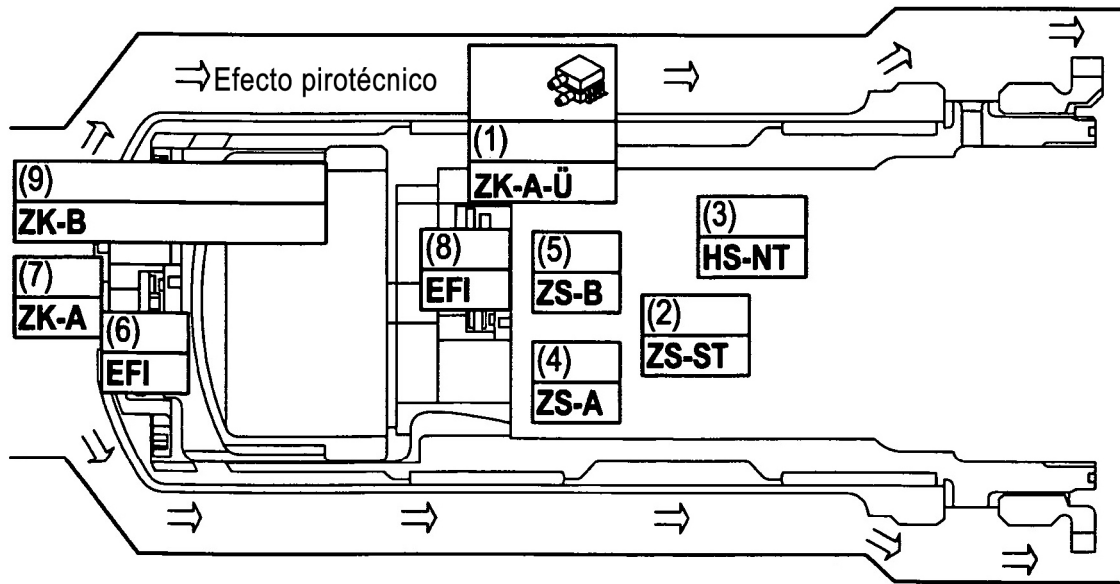 Efecto pirotécnico
(1)
ZK-A-Ü
(9)
ZK-B
(3)
HS-NT
(8)
EFI
(5)
ZS-B
(7)
ZK-A
(2)
ZS-ST
(6)
EFI
(4)
ZS-A